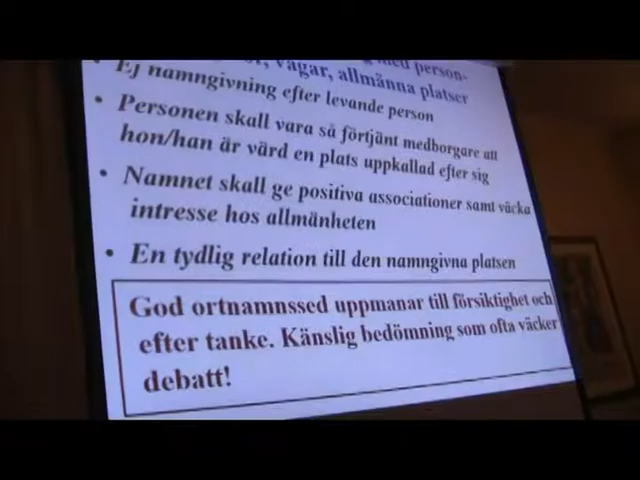 med person-
vägar, allmänna platser
• Ej namngivning efter levande person
• Personen skall vara så förtjänt medborgare att
hon/han är värd en plats uppkallad efter sig
• Namnet skall ge positiva associationer samt väcka
intresse hos allmänheten
• En tydlig relation till den namngivna platsen
God ortnamnssed uppmanar till försiktighet och
efter tanke. Känslig bedömning som ofta väcker
debatt!